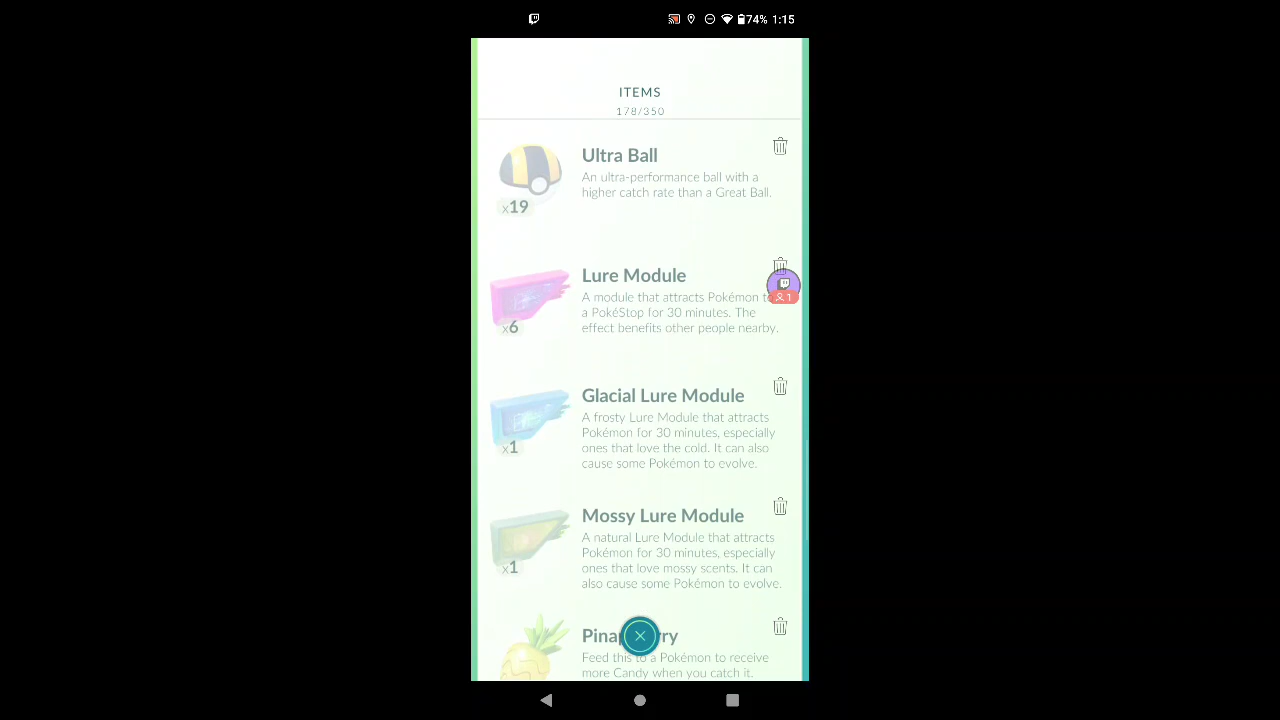 74% 1:15
ITEMS
178/350
Ultra Ball
An ultra-performance ball with a
higher catch rate than a Great Ball.
x19
Lure Module
A module that attracts Pokémon to
a PokéStop for 30 minutes. The
effect benefits other people nearby.
x6
1
Glacial Lure Module
A frosty Lure Module that attracts
Pokémon for 30 minutes, especially
ones that love the cold. It can also
cause some Pokémon to evolve.
x1
Mossy Lure Module
A natural Lure Module that attracts
Pokémon for 30 minutes, especially
ones that love mossy scents. It can
also cause some Pokémon to evolve.
x1
Pina rry
Feed this to a Pokémon to receive
more Candy when you catch it.